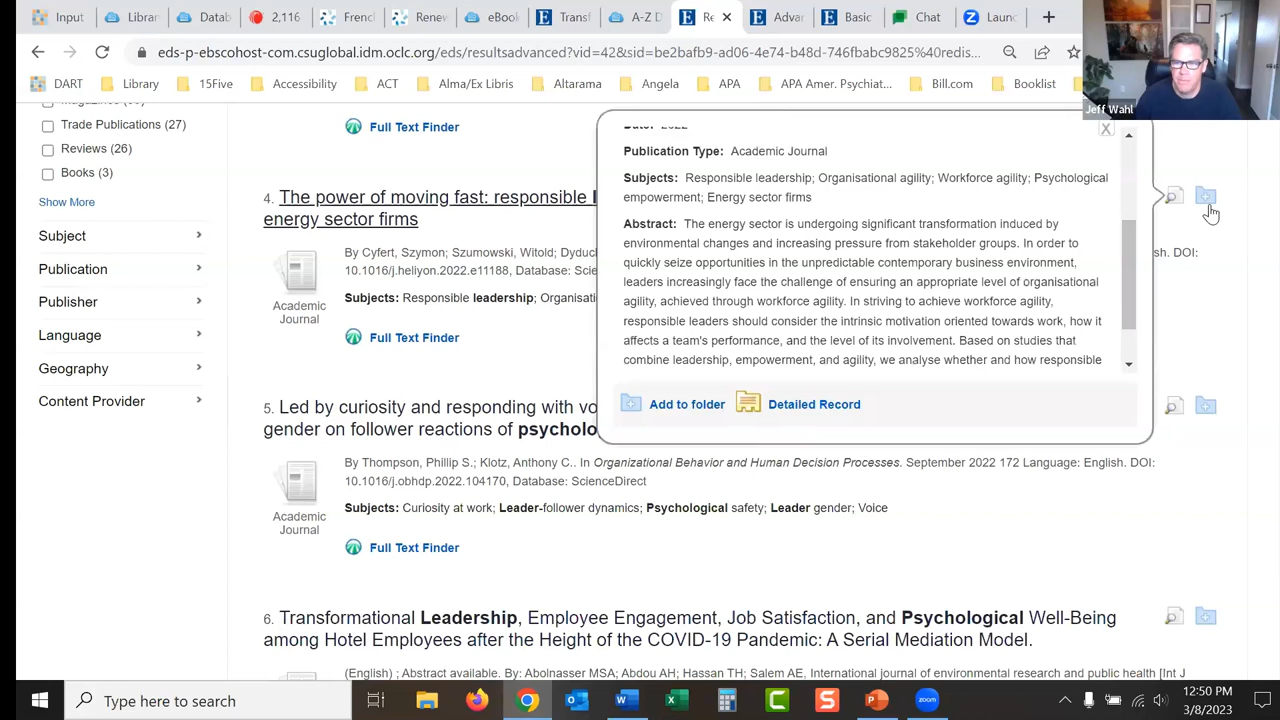 Input
Librar
Datab
2,116
French
Renew
eBook
Transf
A-Z D
Re
Advar
Basic
Chat
Launc
eds-p-ebscohost-com.csuglobal.idm.oclc.org/eds/resultsadvanced?vid=42&sid=be2bafb9-ad06-4e74-b48d-746fbabc9825%40redis...
DART
Library
15Five
Accessibility
ACT
Alma/ExLibris
Altarama
Angela
APA
APA Amer. Psychiat...
Bill.com
Booklist
Jeff Wahl
Trade Publications (27)
Reviews (26)
Books (3)
Show More
Subject
Publication
Publisher
Language
Geography
Content Provider
Full Text Finder
4. The power of moving fast: responsible l
energy sector firms
Academic
Journal
By Cyfert, Szymon; Szumowski, Witold; Dyduc
sh. DOI:
10.1016/j.heliyon.2022.e11188, Database: Scie
Subjects: Responsible leadership; Organisati
Full Text Finder
X
Date: 2022
Publication Type: Academic Journal
Subjects: Responsible leadership; Organisational agility; Workforce agility; Psychological
empowerment; Energy sector firms
Abstract: The energy sector is undergoing significant transformation induced by
environmental changes and increasing pressure from stakeholder groups. In order to
quickly seize opportunities in the unpredictable contemporary business environment,
leaders increasingly face the challenge of ensuring an appropriate level of organisational
agility, achieved through workforce agility. In striving to achieve workforce agility,
responsible leaders should consider the intrinsic motivation oriented towards work, how it
affects a team's performance, and the level of its involvement. Based on studies that
combine leadership, empowerment, and agility, we analyse whether and how responsible
Add to folder
Detailed Record
5. Led by curiosity and responding with vo
gender on follower reactions of psycholo
Academic
Journal
By Thompson, Phillip S.; Klotz, Anthony C.. In Organizational Behavior and Human Decision Processes. September 2022 172 Language: English. DOI:
10.1016/j.obhdp.2022.104170, Database: ScienceDirect
Subjects: Curiosity at work; Leader-follower dynamics; Psychological safety; Leader gender; Voice
Full Text Finder
6. Transformational Leadership, Employee Engagement, Job Satisfaction, and Psychological Well-Being
among Hotel Employees after the Height of the COVID-19 Pandemic: A Serial Mediation Model.
(English) ; Abstract available. By: Abolnasser MSA; Abdou AH; Hassan TH; Salem AE, International journal of environmental research and public health [Int J
Type here to search
zoom
12:50 PM
3/8/2023